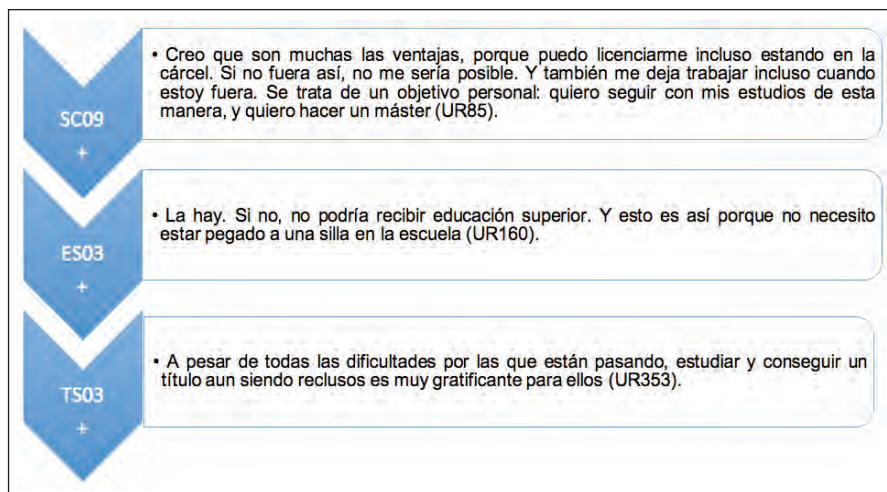 • Creo que son muchas las ventajas, porque puedo licenciarme incluso estando en la
cárcel. Si no fuera así, no me sería posible. Y también me deja trabajar incluso cuando
estoy fuera. Se trata de un objetivo personal: quiero seguir con mis estudios de esta
manera, y quiero hacer un máster (UR85).
SC09
+
• La hay. Si no, no podría recibir educación superior. Y esto es así porque no necesito
estar pegado a una silla en la escuela (UR160).
ES03
+
• A pesar de todas las dificultades por las que están pasando, estudiar y conseguir un
título aun siendo reclusos es muy gratificante para ellos (UR353).
TS03
+